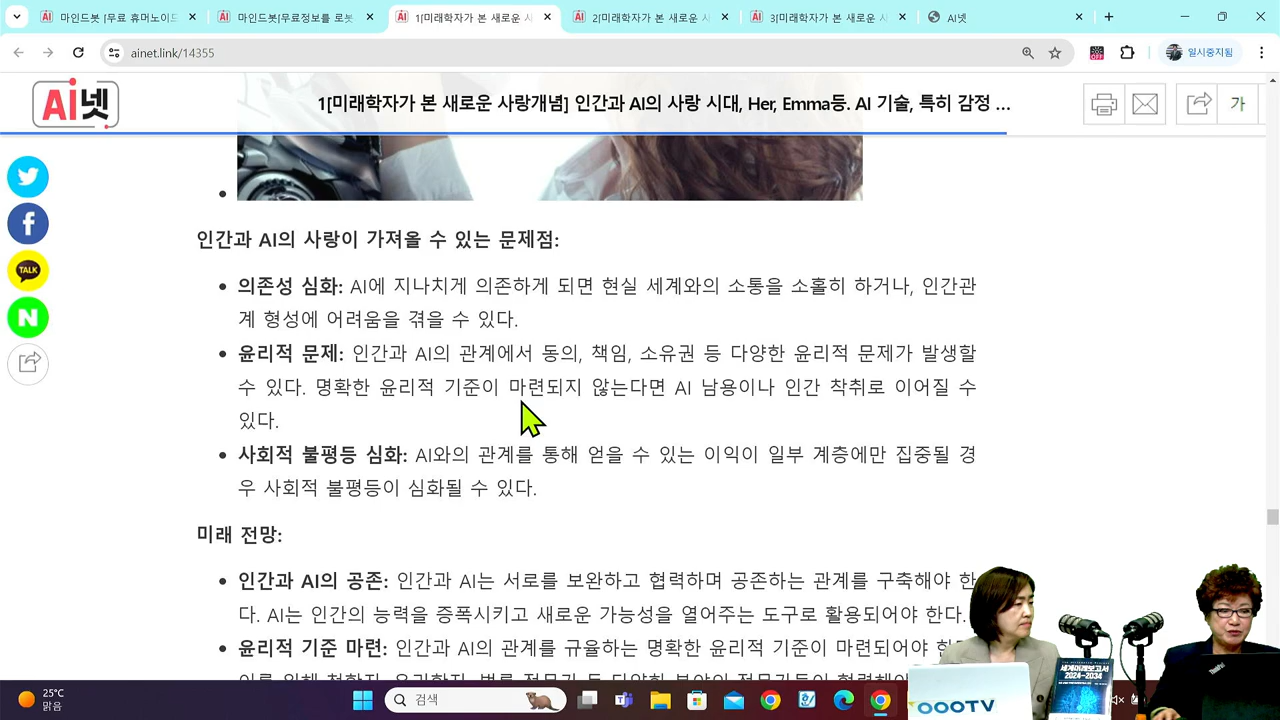 마인드봇 [무료 휴머노이드
마인드봇[무료정보를 로봇
1[미래학자가 본 새로운 사
2[미래학자가 본 새로운 사
3[미래학자가 본 새로운 사
AI넷
ainet.link/14355
OFF
일시중지됨
Ai넷
1[미래학자가 본 새로운 사랑개념] 인간과 AI의 사랑 시대, Her, Emma등. AI 기술, 특히 감정 ...
가
TALK
N
인간과 AI의 사랑이 가져올 수 있는 문제점:
의존성 심화: AI에 지나치게 의존하게 되면 현실 세계와의 소통을 소홀히 하거나, 인간관
계 형성에 어려움을 겪을 수 있다.
윤리적 문제: 인간과 AI의 관계에서 동의, 책임, 소유권 등 다양한 윤리적 문제가 발생할
수 있다. 명확한 윤리적 기준이 마련되지 않는다면 AI 남용이나 인간 착취로 이어질 수
있다.
사회적 불평등 심화: AI와의 관계를 통해 얻을 수 있는 이익이 일부 계층에만 집중될 경
우 사회적 불평등이 심화될 수 있다.
미래 전망:
인간과 AI의 공존: 인간과 AI는 서로를 보완하고 협력하며 공존하는 관계를 구축해야 한
다. AI는 인간의 능력을 증폭시키고 새로운 가능성을 열어주는 도구로 활용되어야 한다.
윤리적 기준 마련: 인간과 AI의 관계를 규율하는 명확한 윤리적 기준이 마련되어야
세계미래보고서
2024-2034
ThinkPad
OOOTV
25°C
맑음
검색